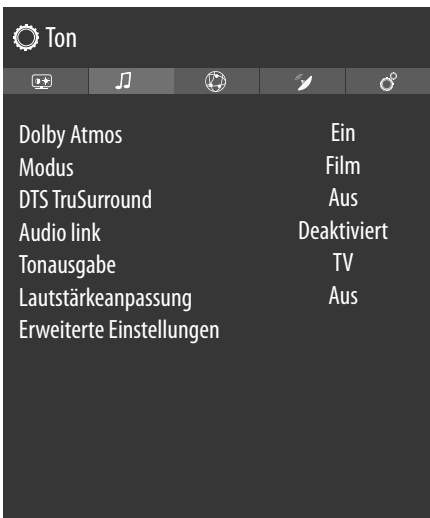 Ton
Dolby Atmos Ein
Modus Film
DTS TruSurround Aus
Audio link Deaktiviert
Tonausgabe TV
Lautstärkeanpassung Aus
Erweiterte Einstellungen